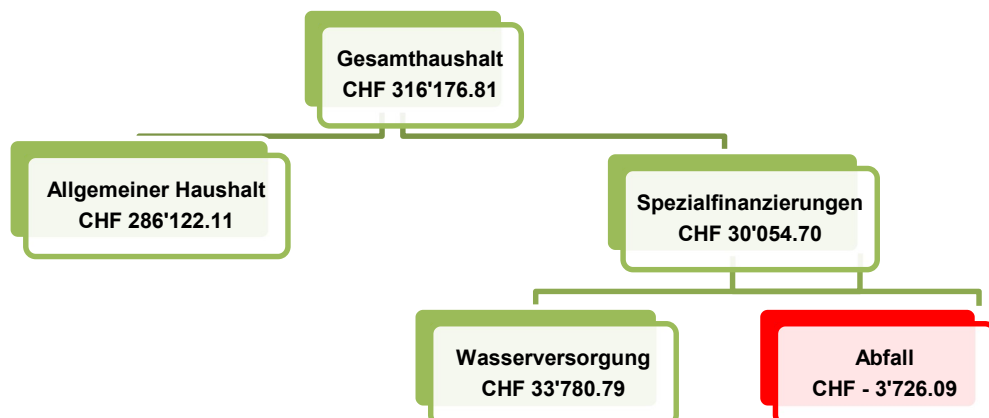 Gesamthaushalt
CHF 316'176.81
Allgemeiner Haushalt
CHF 286'122.11
Spezialfinanzierungen
CHF 30'054.70
Wasserversorgung
CHF 33'780.79
Abfall
CHF - 3'726.09